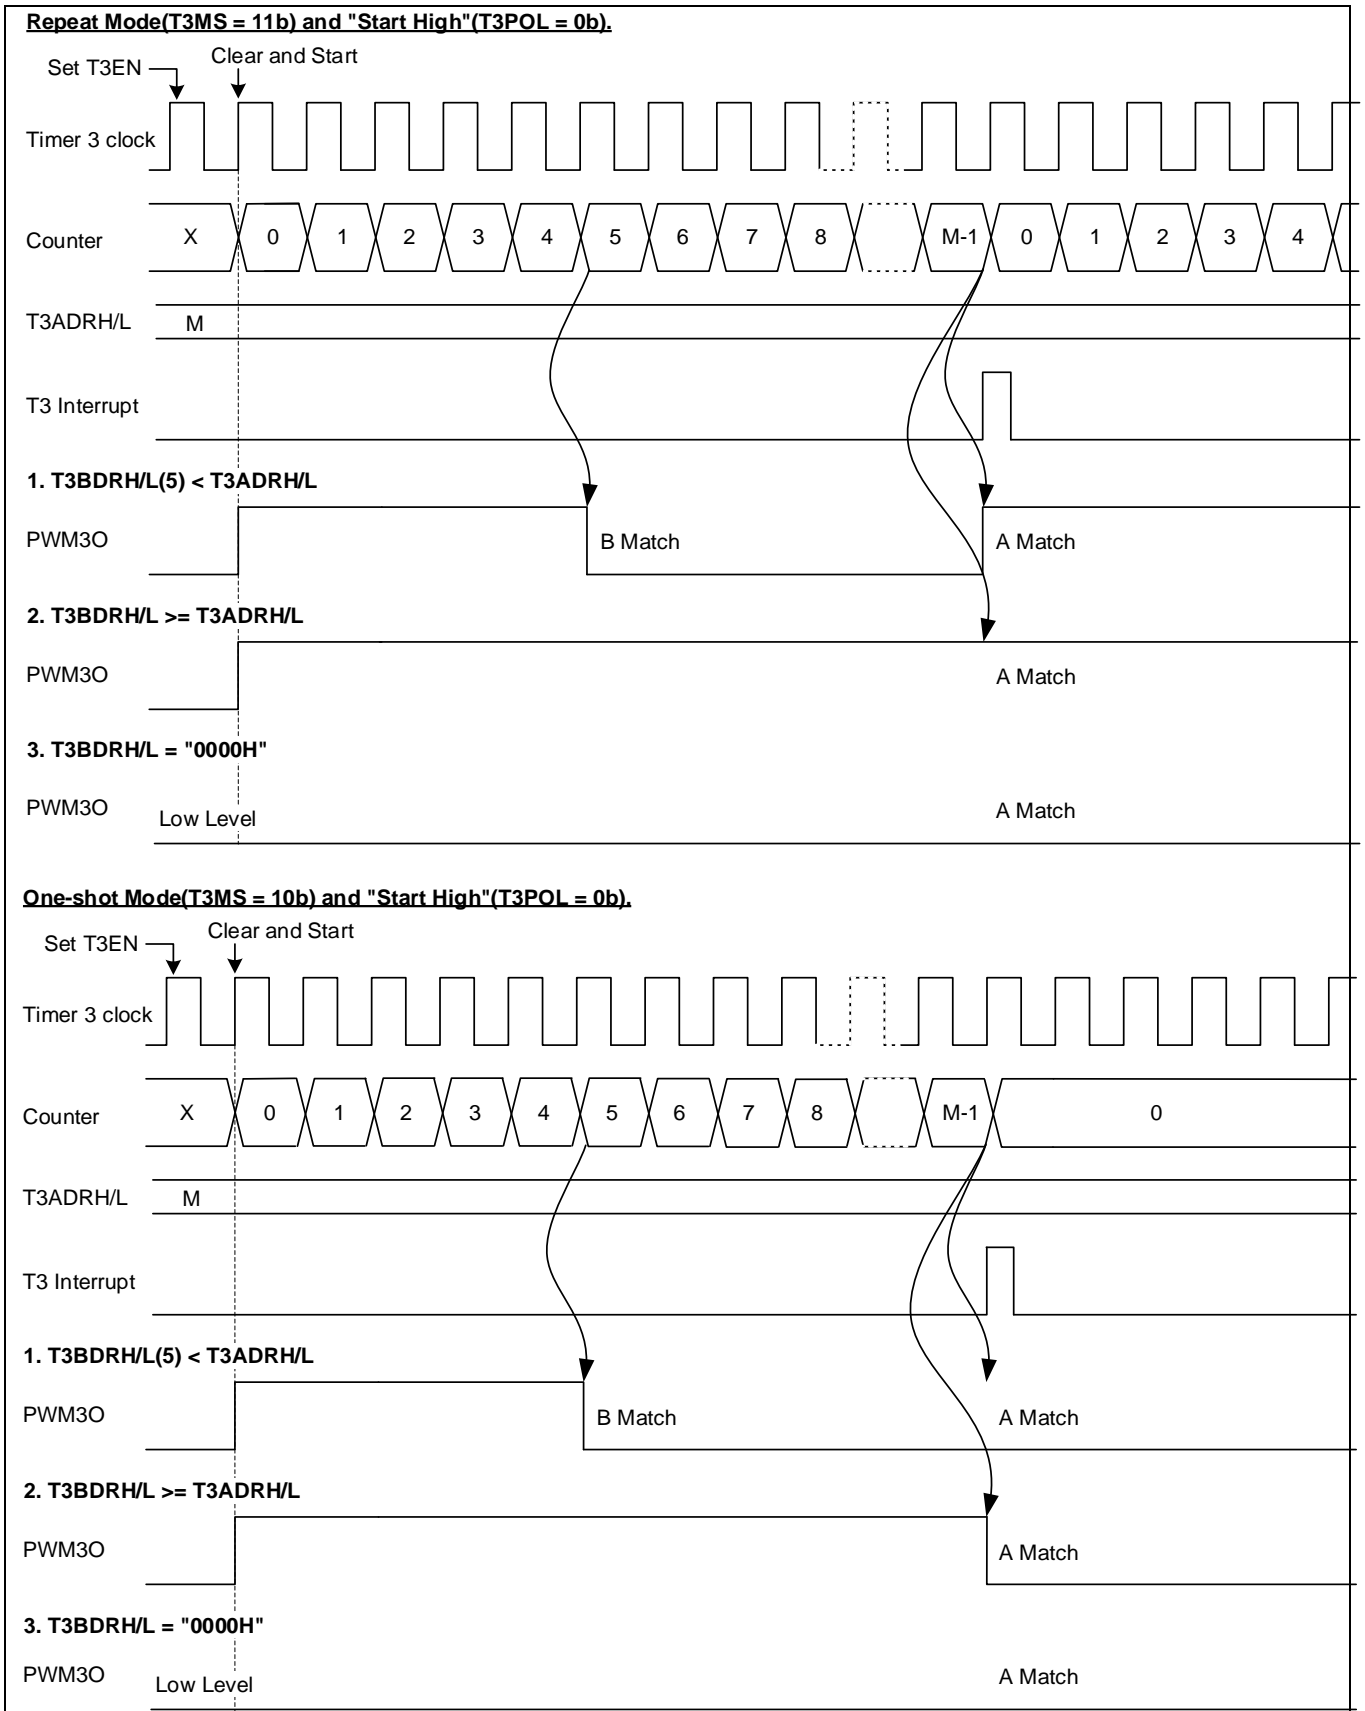 Repeat Mode(T3MS = 11b) and "Start High"(T3POL = 0b).
Set T3EN
Clear and Start
Timer 3 clock
Counter X 0 1 2 3 4 5 6 7 8 M-1 0 1 2 3 4
T3ADRH/L M
T3 Interrupt
1. T3BDRH/L(5) < T3ADRH/L
PWM3O B Match A Match
2. T3BDRH/L >= T3ADRH/L
PWM3O A Match
3. T3BDRH/L = "0000H"
PWM3O Low Level A Match
One-shot Mode(T3MS = 10b) and "Start High"(T3POL = 0b).
Set T3EN
Clear and Start
Timer 3 clock
Counter X 0 1 2 3 4 5 6 7 8 M-1 0
T3ADRH/L M
T3 Interrupt
1. T3BDRH/L(5) < T3ADRH/L
PWM3O B Match A Match
2. T3BDRH/L >= T3ADRH/L
PWM3O A Match
3. T3BDRH/L = "0000H"
PWM3O Low Level A Match